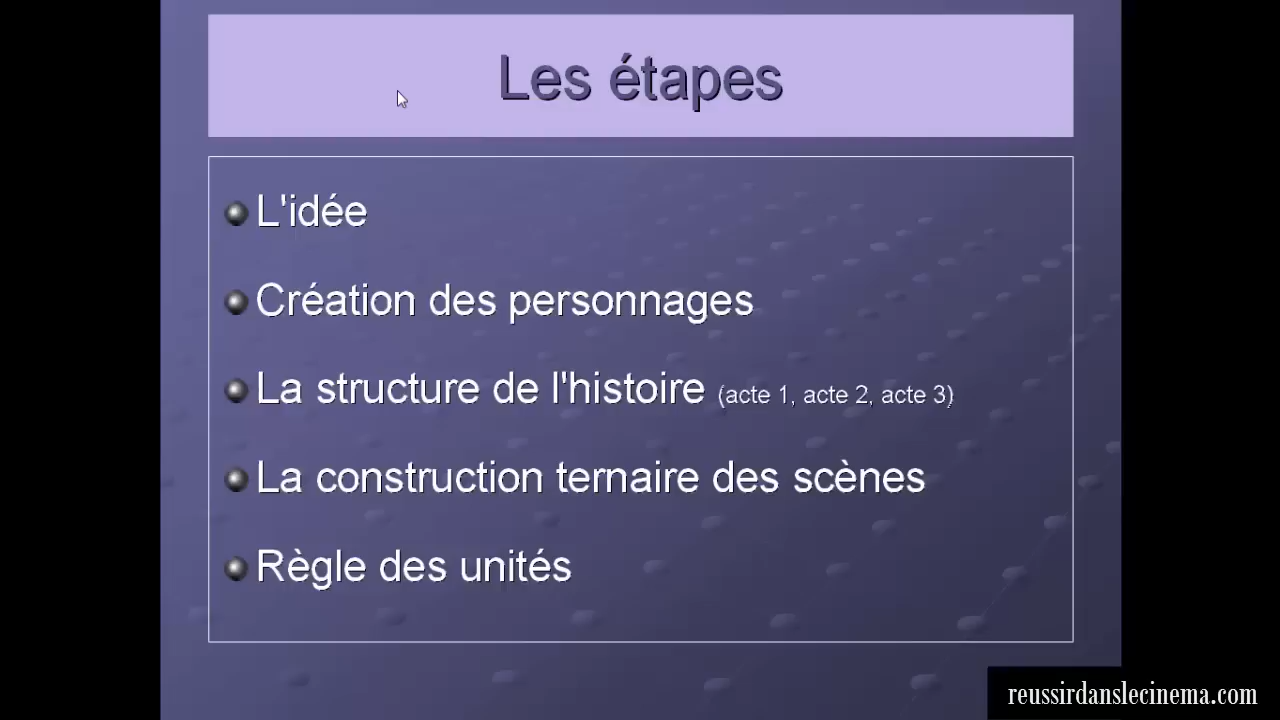 Les étapes
L'idée
Création des personnages
La structure de l'histoire (acte 1, acte 2, acte 3)
La construction ternaire des scènes
Règle des unités
reussirdanslecinema.com